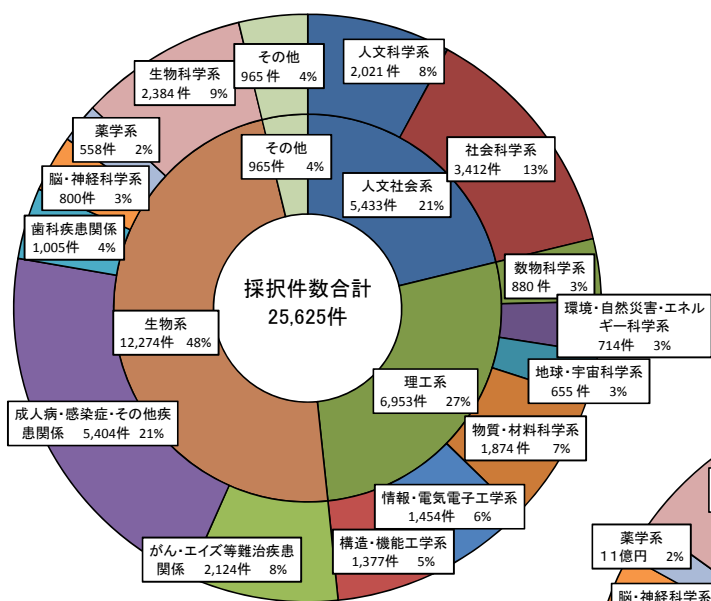 その他
965件 4%
人文科学系
2,021件 8%
生物科学系
2,384件 9%
社会科学系
3,412件 13%
薬学系
558件 2%
その他
965件 4%
人文社会系
5,433件 21%
脳・神経科学系
800件 3%
歯科疾患関係
1,005件 4%
数物科学系
880件 3%
採択件数合計
25,625件
環境・自然災害・エネル
ギー科学系
714件 3%
生物系
12,274件 48%
地球・宇宙科学系
655件 3%
理工系
6,953件 27%
成人病・感染症・その他疾
患関係 5,404件 21%
物質・材料科学系
1,874件 7%
情報・電気電子工学系
1,454件 6%
がん・エイズ等難治疾患
関係 2,124件 8%
構造・機能工学系
1,377件 5%
薬学系
11億円 2%
脳・神経科学系